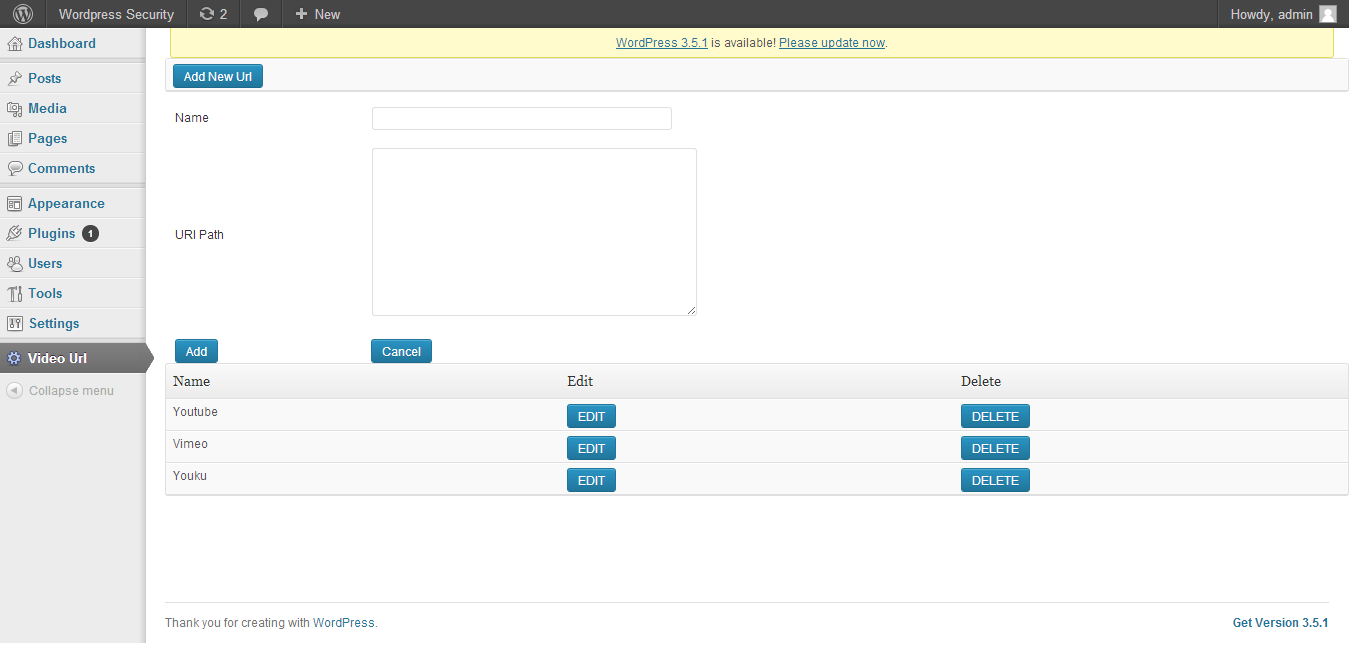 Wordpress Security 2 New Howdy, admin
WordPress 3.5.1 is available! Please update now.
Dashboard
Posts
Media
Pages
Comments
Appearance
Plugins 1
Users
Tools
Settings
Video Url
Collapse menu
Add New Url
Name
URI Path
Add Cancel
Name Edit Delete
Youtube EDIT DELETE
Vimeo EDIT DELETE
Youku EDIT DELETE
Thank you for creating with WordPress. Get Version 3.5.1